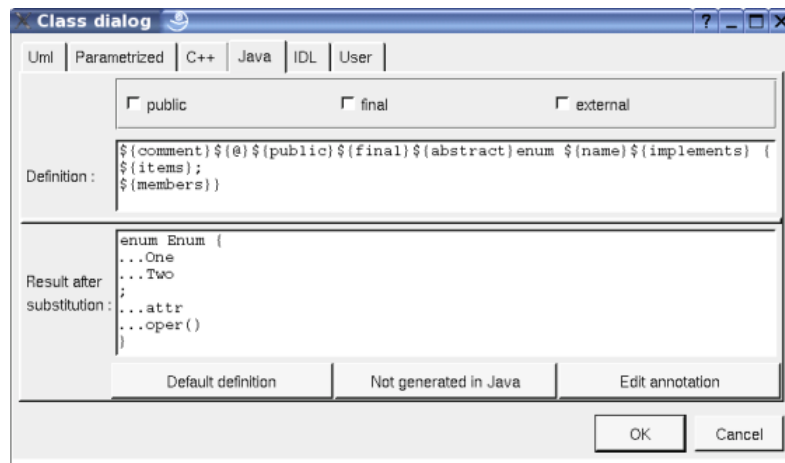 Class dialog
?
Uml Parametrized C++ Java IDL User
public final external
Definition :
${comment}${@}${public}${final}${abstract}enum ${name}${implements} {
${items};
${members}}
Result after
substitution :
enum Enum {
...One
...Two
;
...attr
...oper()
}
Default definition Not generated in Java Edit annotation
OK Cancel